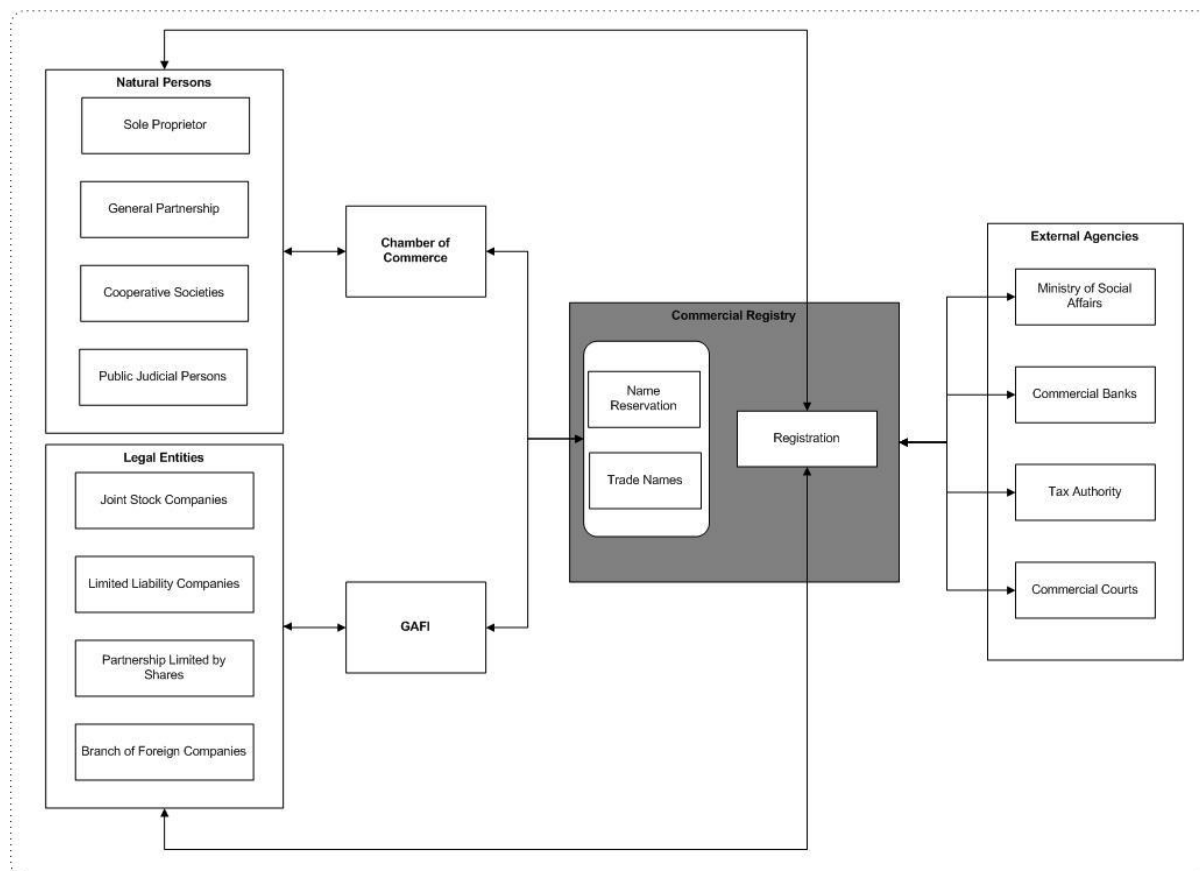 Natural Persons
Sole Proprietor
General Partnership
Cooperative Societies
Public Judicial Persons
Legal Entities
Joint Stock Companies
Limited Liability Companies
Partnership Limited by
Shares
Branch of Foreign Companies
Chamber of
Commerce
GAFI
Commercial Registry
Name
Reservation
Trade Names
Registration
External Agencies
Ministry of Social
Affairs
Commercial Banks
Tax Authority
Commercial Courts